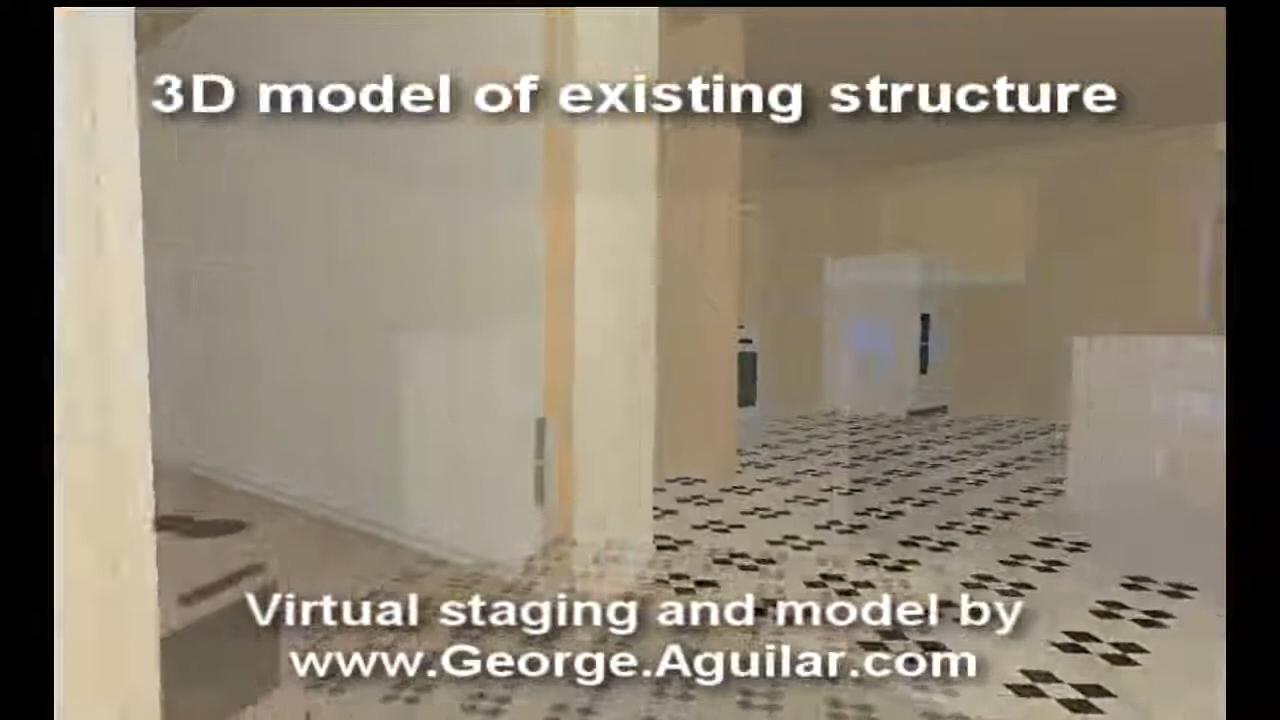 3D model of existing structure
Virtual staging and model by
www.George.Aguilar.com